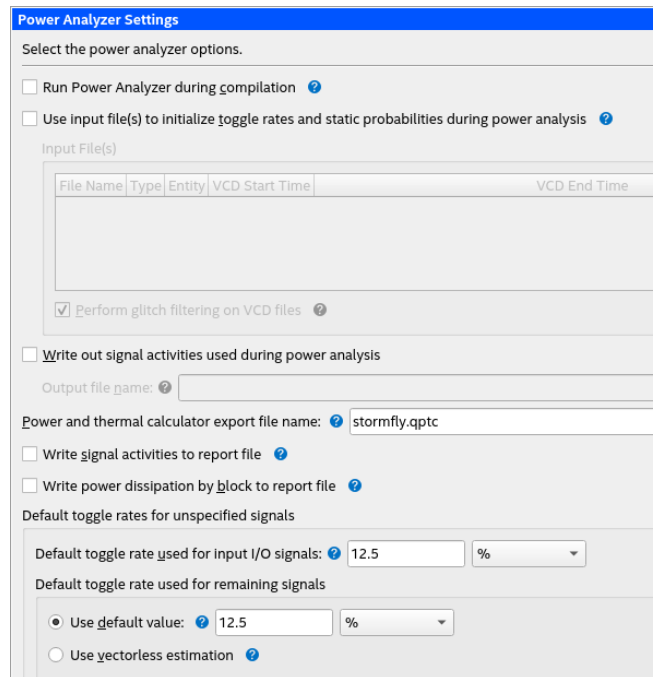 Power Analyzer Settings
Select the power analyzer options.
Run Power Analyzer during compilation ?
Use input file(s) to initialize toggle rates and static probabilities during power analysis ?
Input File(s)
File Name Type Entity VCD Start Time VCD End Time
Perform glitch filtering on VCD files ?
Write out signal activities used during power analysis
Output file name: ?
Power and thermal calculator export file name: ? stormfly.qptc
Write signal activities to report file ?
Write power dissipation by block to report file ?
Default toggle rates for unspecified signals
Default toggle rate used for input I/O signals: ? 12.5 %
Default toggle rate used for remaining signals
Use default value: ? 12.5 %
Use vectorless estimation ?